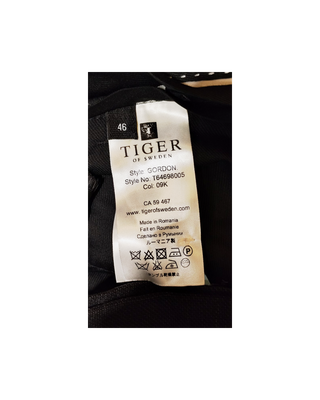 46
TIGER
OF SWEDEN
Style: GORDON
Style No: T64698005
Col: 09K
CA 59 467
www.tigerofsweden.com
Made in Romania
Fait en Roumanie
Сделано в Румынии
ルーマニア製